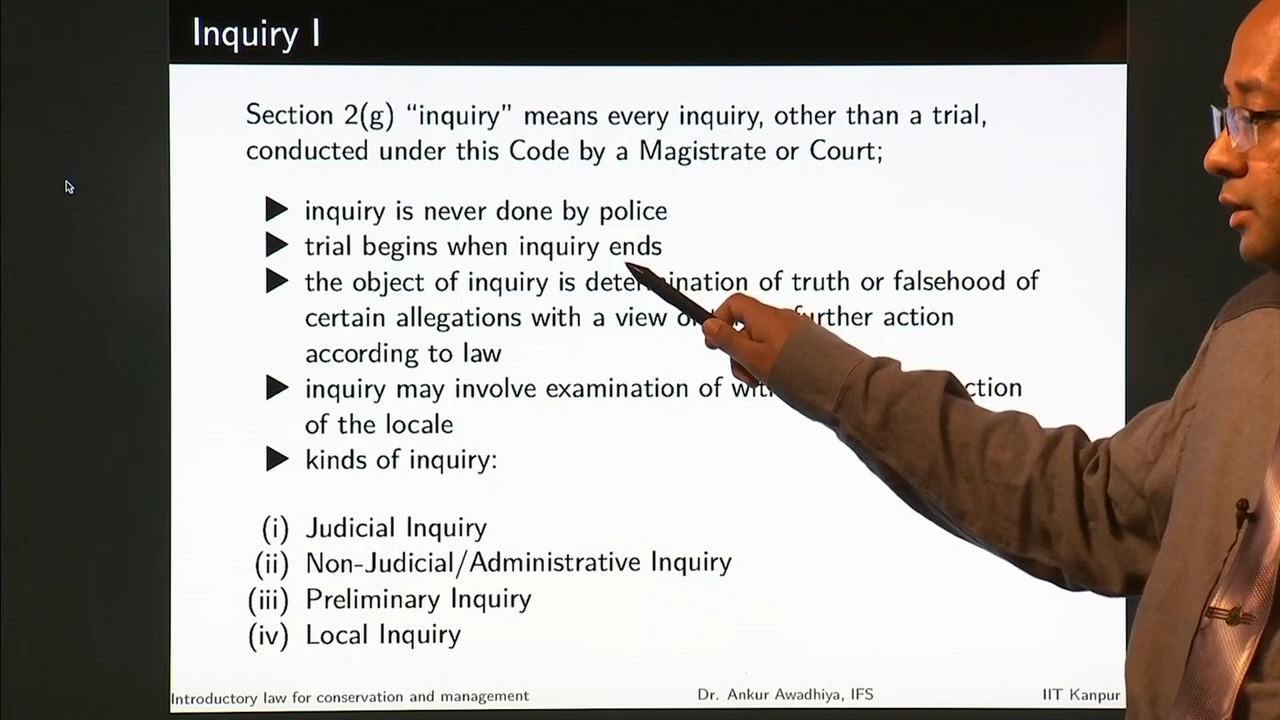 Inquiry I
Section 2(g) “inquiry” means every inquiry, other than a trial,
conducted under this Code by a Magistrate or Court;
▶ inquiry is never done by police
▶ trial begins when inquiry ends
▶ the object of inquiry is determination of truth or falsehood of
certain allegations with a view further action
according to law
▶ inquiry may involve examination of
of the locale
▶ kinds of inquiry:
(i) Judicial Inquiry
(ii) Non-Judicial/Administrative Inquiry
(iii) Preliminary Inquiry
(iv) Local Inquiry
Introductory law for conservation and management Dr. Ankur Awadhiya, IFS IIT Kanpur